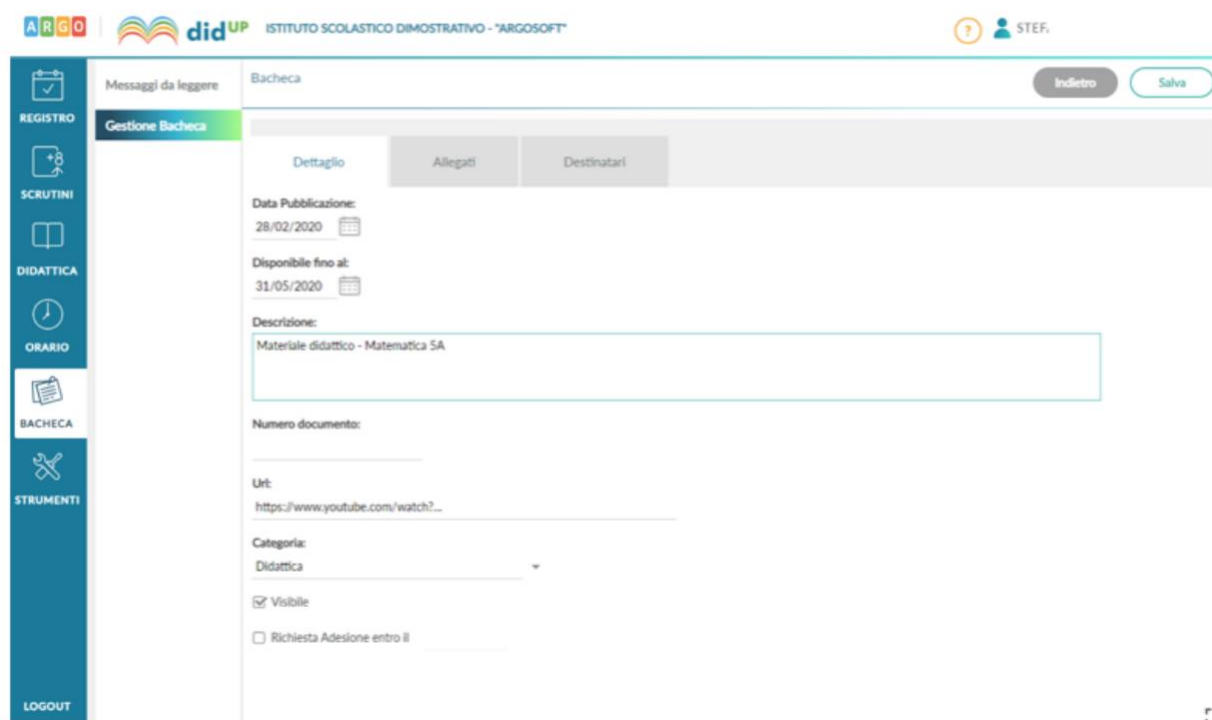 ARGO didUP ISTITUTO SCOLASTICO DIMOSTRATIVO - "ARGOSOFT" ? STEF.
REGISTRO
SCRUTINI
DIDATTICA
ORARIO
BACHECA
STRUMENTI
LOGOUT
Messaggi da leggere
Gestione Bacheca
Bacheca
Indietro
Salva
Dettaglio
Allegati
Destinatari
Data Pubblicazione:
28/02/2020
Disponibile fino al:
31/05/2020
Descrizione:
Materiale didattico - Matematica 5A
Numero documento:
Url:
https://www.youtube.com/watch?...
Categoria:
Didattica
Visibile
Richiesta Adesione entro il